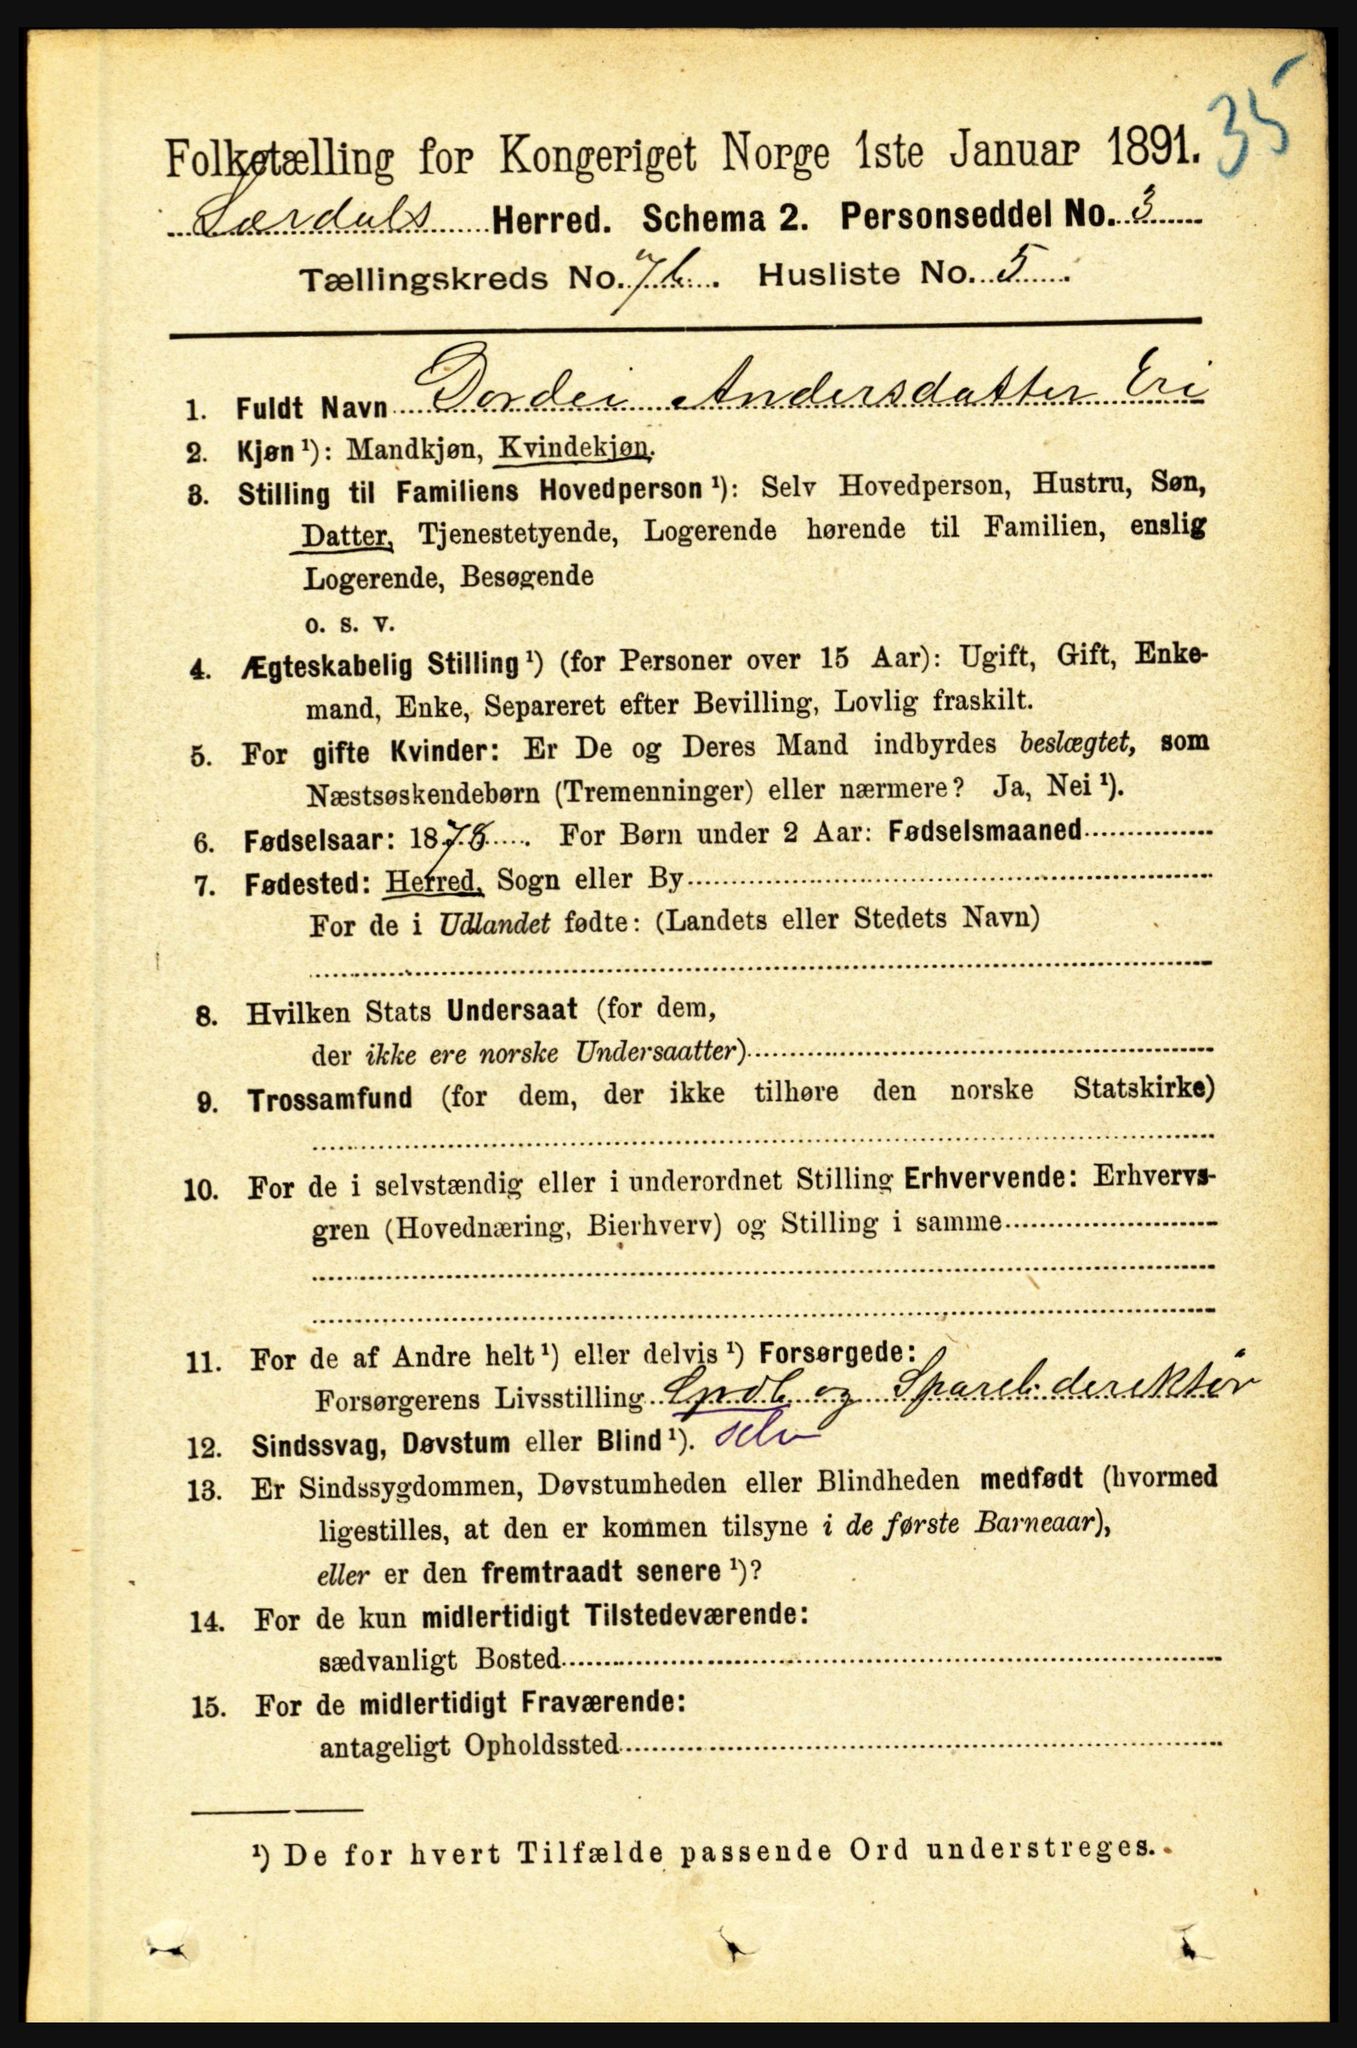 35
Folketælling for Kongeriget Norge 1ste Januar 1891.
Lærdals Herred. Schema 2. Personseddel No. 3
Tællingskreds No. 7b. Husliste No. 5.
1. Fuldt Navn Dordei Andersdatter Eri
2. Kjøn ¹): Mandkjøn, Kvindekjøn.
3. Stilling til Familiens Hovedperson ¹): Selv Hovedperson, Hustru, Søn,
Datter, Tjenestetyende, Logerende hørende til Familien, enslig
Logerende, Besøgende
o. s. v.
4. Ægteskabelig Stilling ¹) (for Personer over 15 Aar): Ugift, Gift, Enke-
mand, Enke, Separeret efter Bevilling, Lovlig fraskilt.
5. For gifte Kvinder: Er De og Deres Mand indbyrdes beslægtet, som
Næstsøskendebørn (Tremenninger) eller nærmere? Ja, Nei ¹).
6. Fødselsaar: 1878. For Børn under 2 Aar: Fødselsmaaned
7. Fødested: Herred, Sogn eller By
For de i Udlandet fødte: (Landets eller Stedets Navn)
8. Hvilken Stats Undersaat (for dem,
der ikke ere norske Undersaatter)
9. Trossamfund (for dem, der ikke tilhøre den norske Statskirke)
10. For de i selvstændig eller i underordnet Stilling Erhvervende: Erhvervs-
gren (Hovednæring, Bierhverv) og Stilling i samme
11. For de af Andre helt ¹) eller delvis ¹) Forsørgede:
Forsørgerens Livsstilling Grdb. og Spareb. derektør
12. Sindssvag, Døvstum eller Blind ¹). selv
13. Er Sindssygdommen, Døvstumheden eller Blindheden medfødt (hvormed
ligestilles, at den er kommen tilsyne i de første Barneaar),
eller er den fremtraadt senere ¹)?
14. For de kun midlertidigt Tilstedeværende:
sædvanligt Bosted
15. For de midlertidigt Fraværende:
antageligt Opholdssted
¹) De for hvert Tilfælde passende Ord understreges.